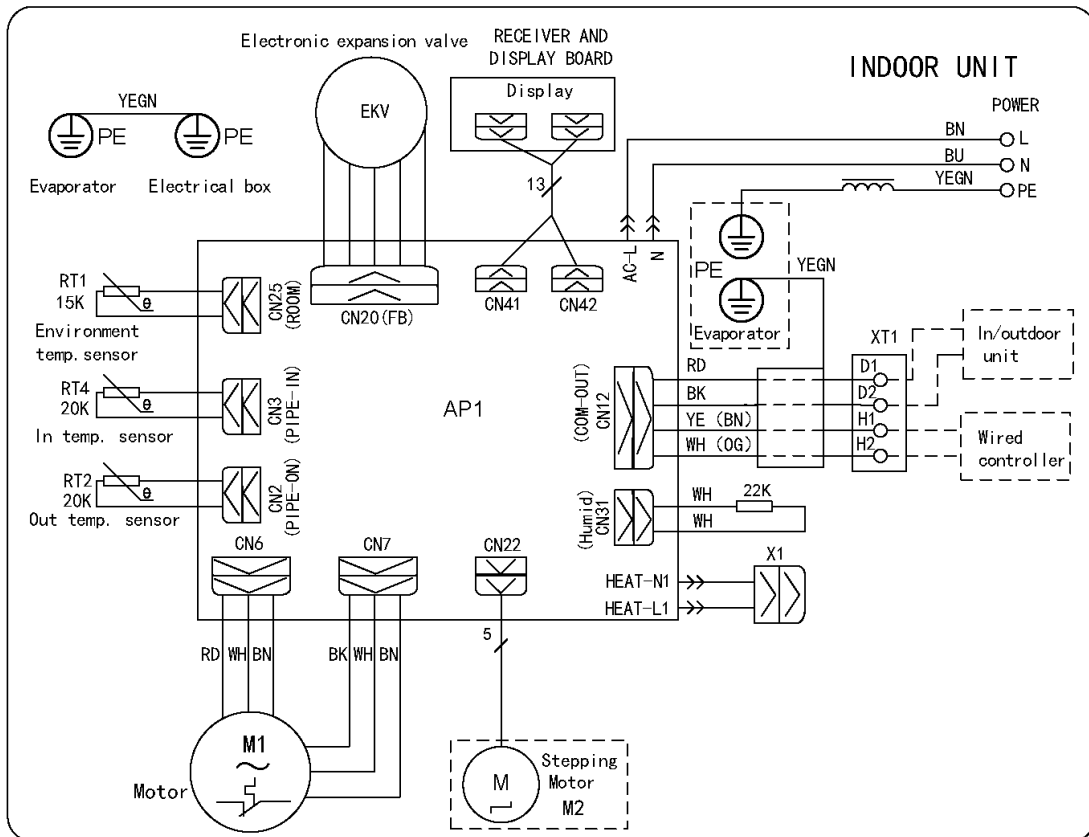 INDOOR UNIT
Electronic expansion valve
RECEIVER AND
DISPLAY BOARD
Display
EKV
13
YEGN
PE
PE
Evaporator
Electrical box
POWER
BN
L
BU
N
YEGN
PE
AC-L
N
PE
YEGN
Evaporator
RT1
15K
θ
Environment
temp. sensor
CN25
(ROOM)
CN20(FB)
CN41
CN42
RT4
20K
θ
In temp. sensor
CN3
(PIPE-IN)
RT2
20K
θ
Out temp. sensor
CN2
(PIPE-ON)
AP1
(COM-OUT)
CN12
RD
BK
YE (BN)
WH (OG)
XT1
D1
D2
H1
H2
In/outdoor
unit
Wired
controller
(Humid)
CN31
WH
WH
22K
HEAT-N1
HEAT-L1
X1
CN6
CN7
CN22
RD
WH
BN
BK
WH
BN
5
M1
Motor
M
Stepping
Motor
M2